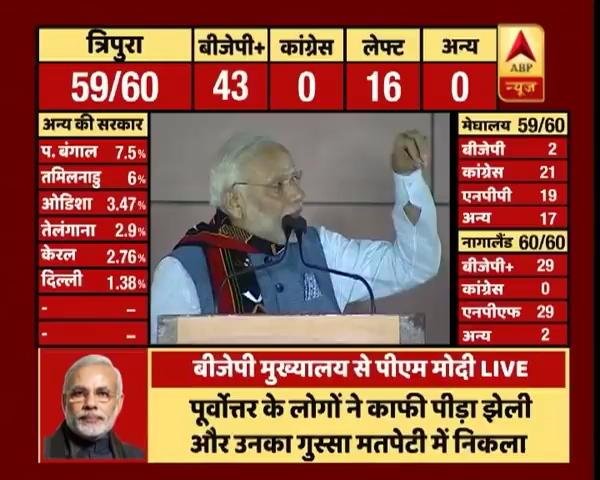 त्रिपुरा बीजेपी+ कांग्रेस लेफ्ट अन्य
59/60 43 0 16 0
ABP
न्यूज़
अन्य की सरकार
प. बंगाल 7.5%
तमिलनाडु 6%
ओडिशा 3.47%
तेलंगाना 2.9%
केरल 2.76%
दिल्ली 1.38%
- –
- –
मेघालय 59/60
बीजेपी 2
कांग्रेस 21
एनपीपी 19
अन्य 17
नागालैंड 60/60
बीजेपी+ 29
कांग्रेस 0
एनपीएफ 29
अन्य 2
बीजेपी मुख्यालय से पीएम मोदी LIVE
पूर्वोत्तर के लोगों ने काफी पीड़ा झेली
और उनका गुस्सा मतपेटी में निकला